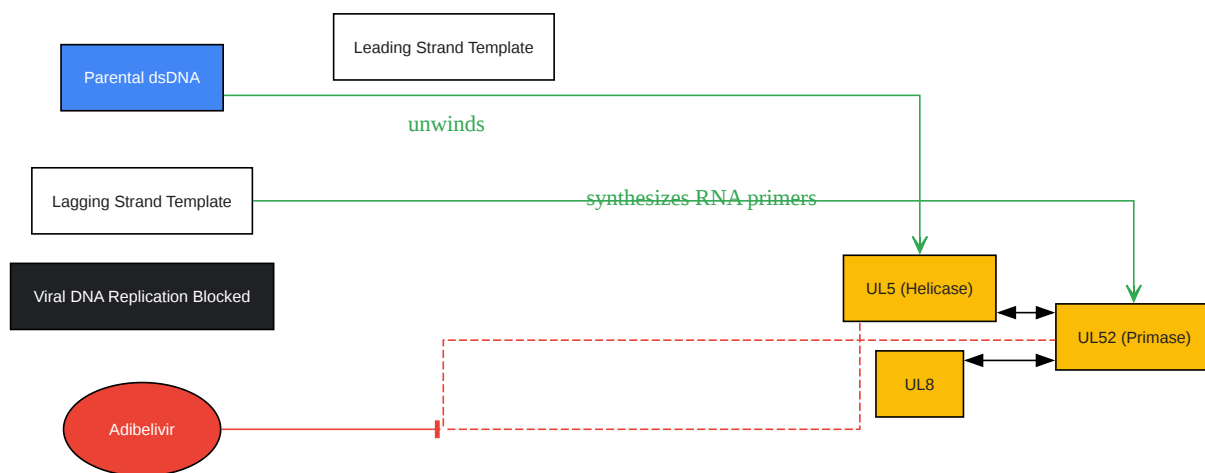 Leading Strand Template
Parental dsDNA
unwinds
Lagging Strand Template
synthesizes RNA primers
UL5 (Helicase)
Viral DNA Replication Blocked
UL52 (Primase)
UL8
Adibelivir